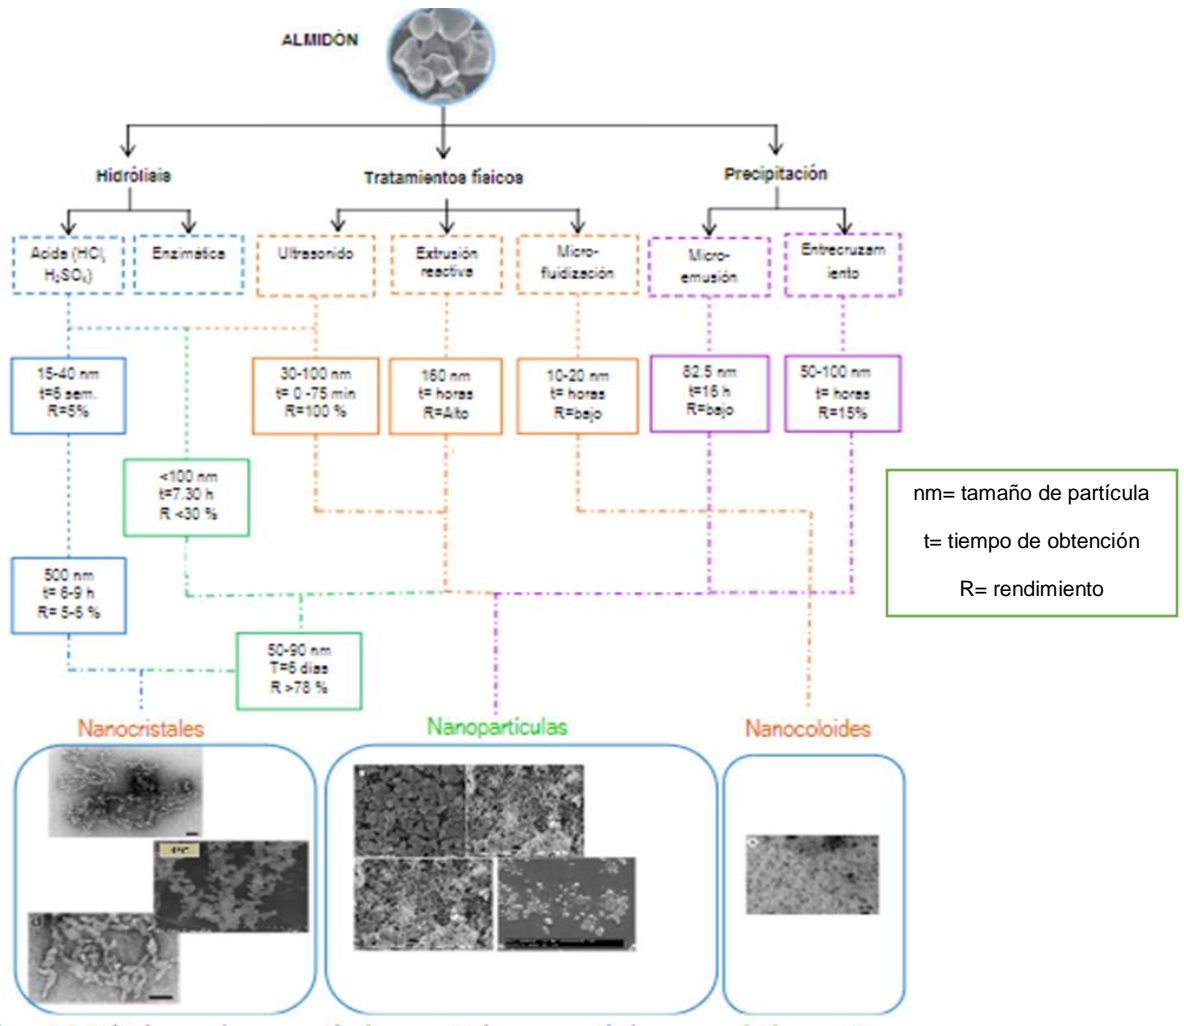 ALMIDÓN
Hidrólisis
Tratamientos físicos
Precipitación
Acida (HCl,
H₂SO₄)
Enzimática
Ultrasonido
Extrusión
reactiva
Micro-
fluidización
Micro-
emusión
Entrecruzam
iento
15-40 nm
t=5 sem.
R=5%
30-100 nm
t= 0 -75 min
R=100 %
160 nm
t= horas
R=Alto
10-20 nm
t= horas
R=bajo
82.5 nm
t=16 h
R=bajo
50-100 nm
t= horas
R=15%
<100 nm
t=7.30 h
R <30 %
nm= tamaño de partícula
t= tiempo de obtención
R= rendimiento
500 nm
t= 6-9 h
R= 5-6 %
50-90 nm
T=6 días
R >78 %
Nanocristales
Nanopartículas
Nanocoloides